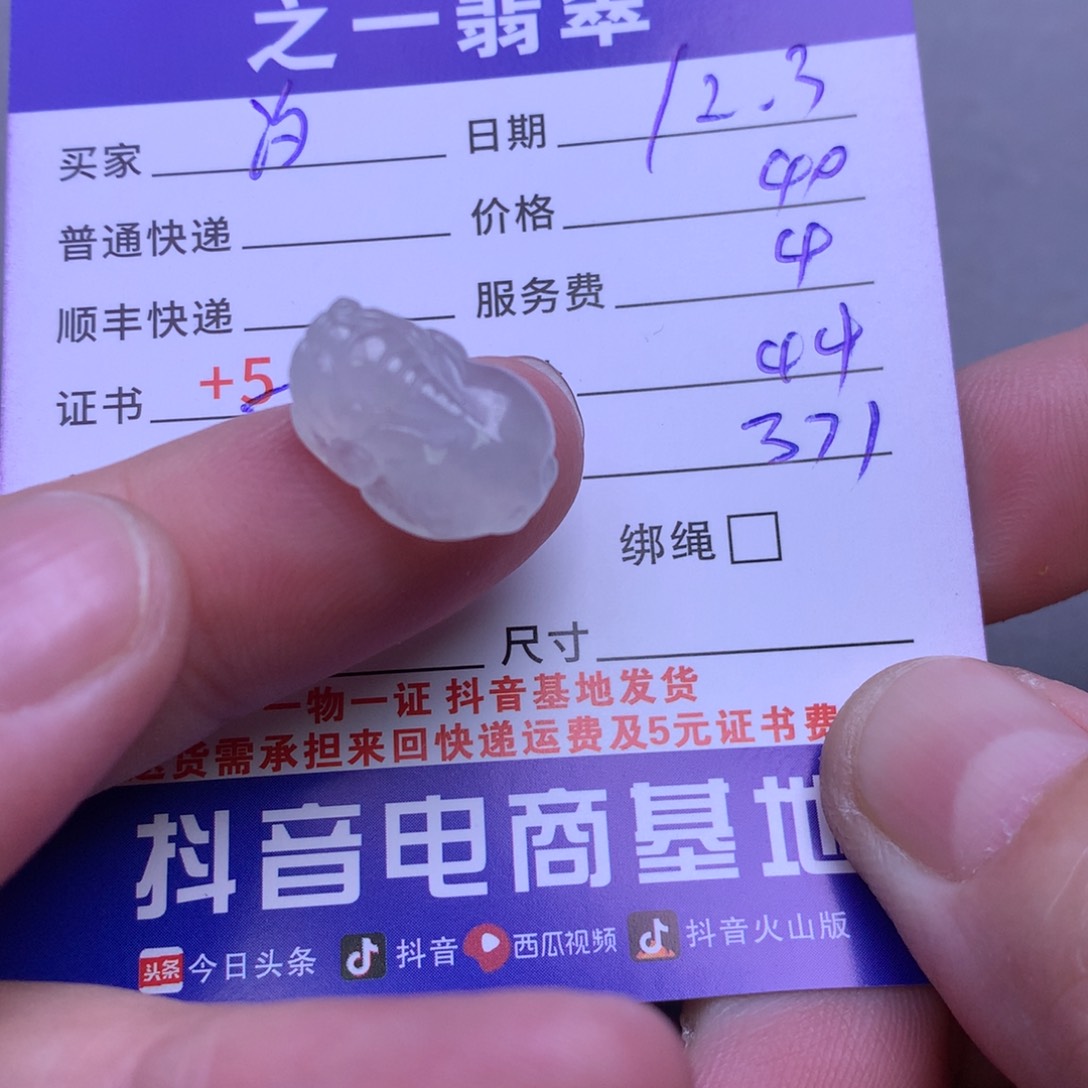 之一翡翠
买家 肖 日期 12.3
普通快递 价格 40
顺丰快递 服务费 4
证书 +5 44
371
绑绳
尺寸
一物一证 抖音基地发货
退货需承担来回快递运费及5元证书费
抖音电商基地
头条 今日头条 抖音 西瓜视频 抖音火山版